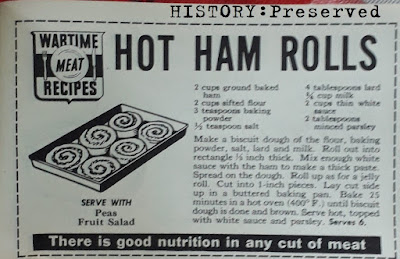 HISTORY:Preserved
WARTIME
MEAT
RECIPES
HOT HAM ROLLS
2 cups ground baked
ham
2 cups sifted flour
3 teaspoons baking
powder
½ teaspoon salt
4 tablespoons lard
¾ cup milk
2 cups thin white
sauce
2 tablespoons
minced parsley
Make a biscuit dough of the flour, baking
powder, salt, lard and milk. Roll out into
rectangle ⅓ inch thick. Mix enough white
sauce with the ham to make a thick paste.
Spread on the dough. Roll up as for a jelly
roll. Cut into 1-inch pieces. Lay cut side
up in a buttered baking pan. Bake 25
minutes in a hot oven (400° F.) until biscuit
dough is done and brown. Serve hot, topped
with white sauce and parsley. Serves 6.
SERVE WITH
Peas
Fruit Salad
There is good nutrition in any cut of meat